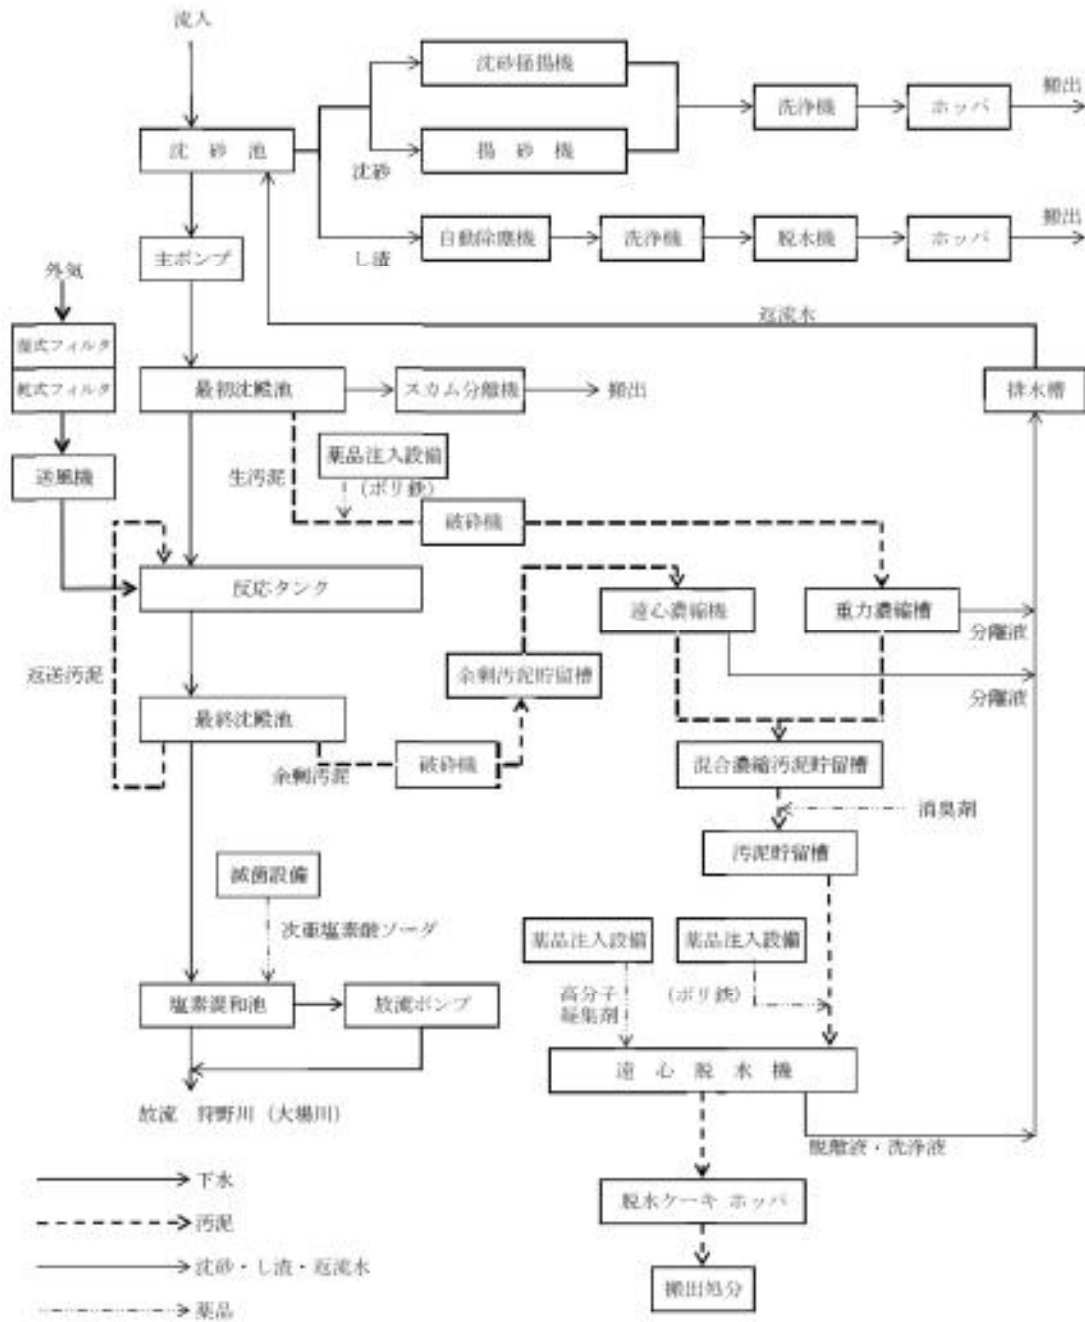 流入
沈砂掻揚機
搬出
洗浄機
ホッパ
沈 砂 池
揚 砂 機
沈砂
搬出
自動除塵機
洗浄機
脱水機
ホッパ
し渣
主ポンプ
外気
返流水
湿式フィルタ
乾式フィルタ
最初沈殿池
スカム分離機
搬出
排水槽
薬品注入設備
送風機
生汚泥
(ポリ鉄)
破砕機
反応タンク
遠心濃縮機
重力濃縮槽
分離液
返送汚泥
余剰汚泥貯留槽
分離液
最終沈殿池
余剰汚泥
破砕機
混合濃縮汚泥貯留槽
消臭剤
汚泥貯留槽
滅菌設備
次亜塩素酸ソーダ
薬品注入設備
薬品注入設備
高分子
凝集剤
(ポリ鉄)
塩素混和池
放流ポンプ
遠 心 脱 水 機
放流 狩野川(大場川)
脱離液・洗浄液
下水
脱水ケーキ ホッパ
汚泥
沈砂・し渣・返流水
搬出処分
薬品